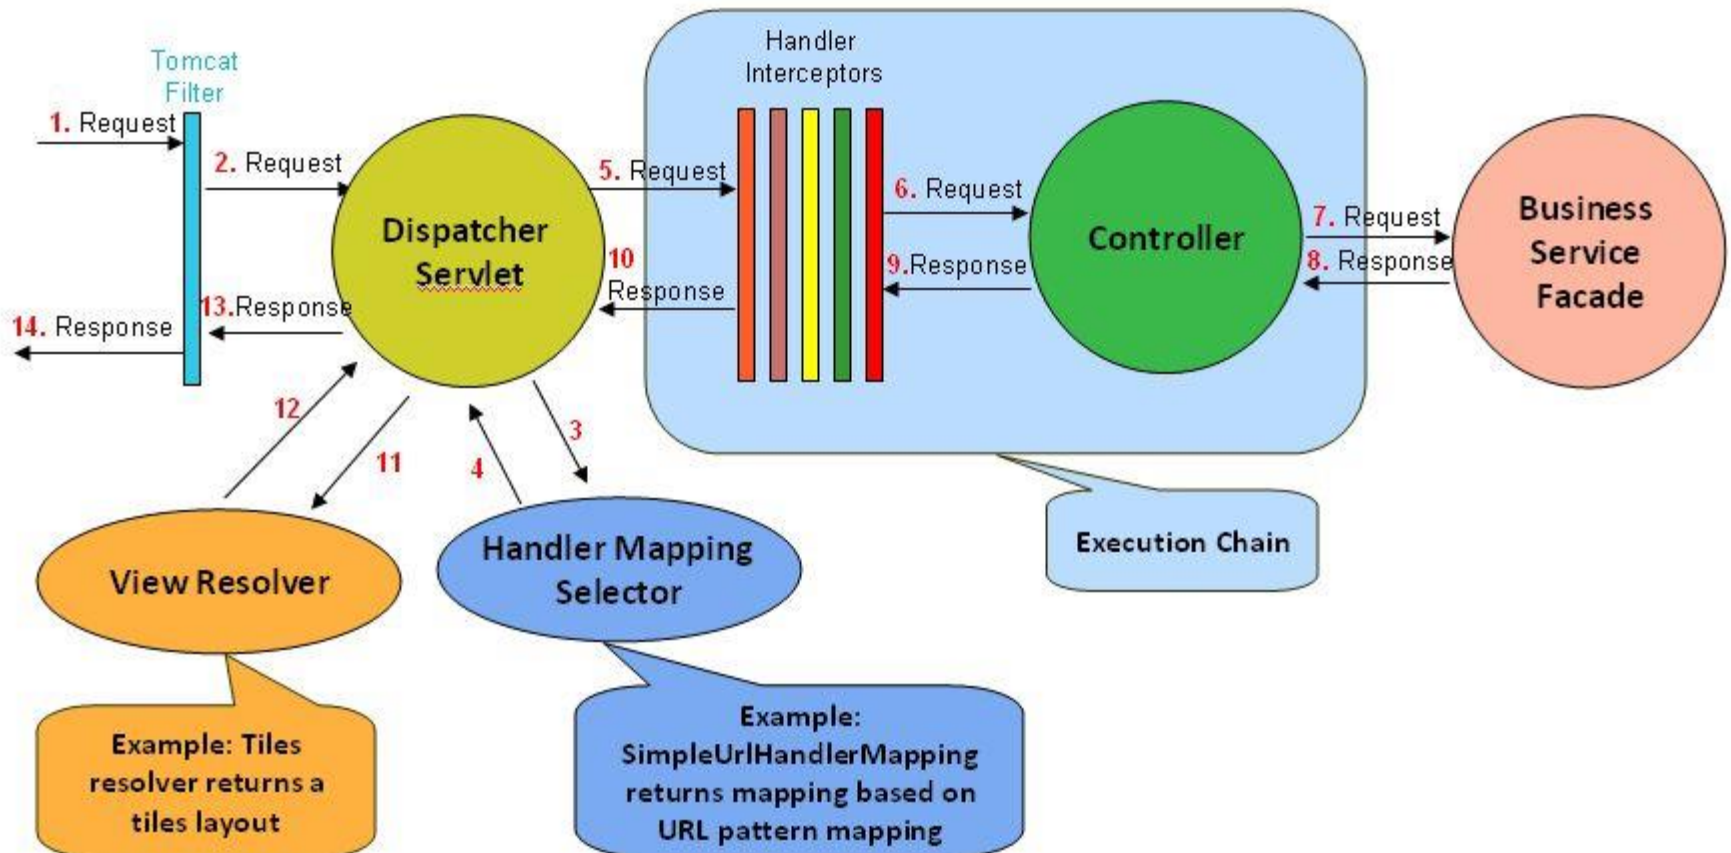 Tomcat
Filter
1. Request
2. Request
Dispatcher
Servlet
13.Response
14. Response
Handler
Interceptors
5. Request
10
Response
6. Request
9.Response
Controller
7. Request
8. Response
Business
Service
Facade
12
11
4
3
View Resolver
Handler Mapping
Selector
Execution Chain
Example: Tiles
resolver returns a
tiles layout
Example:
SimpleUrlHandlerMapping
returns mapping based on
URL pattern mapping